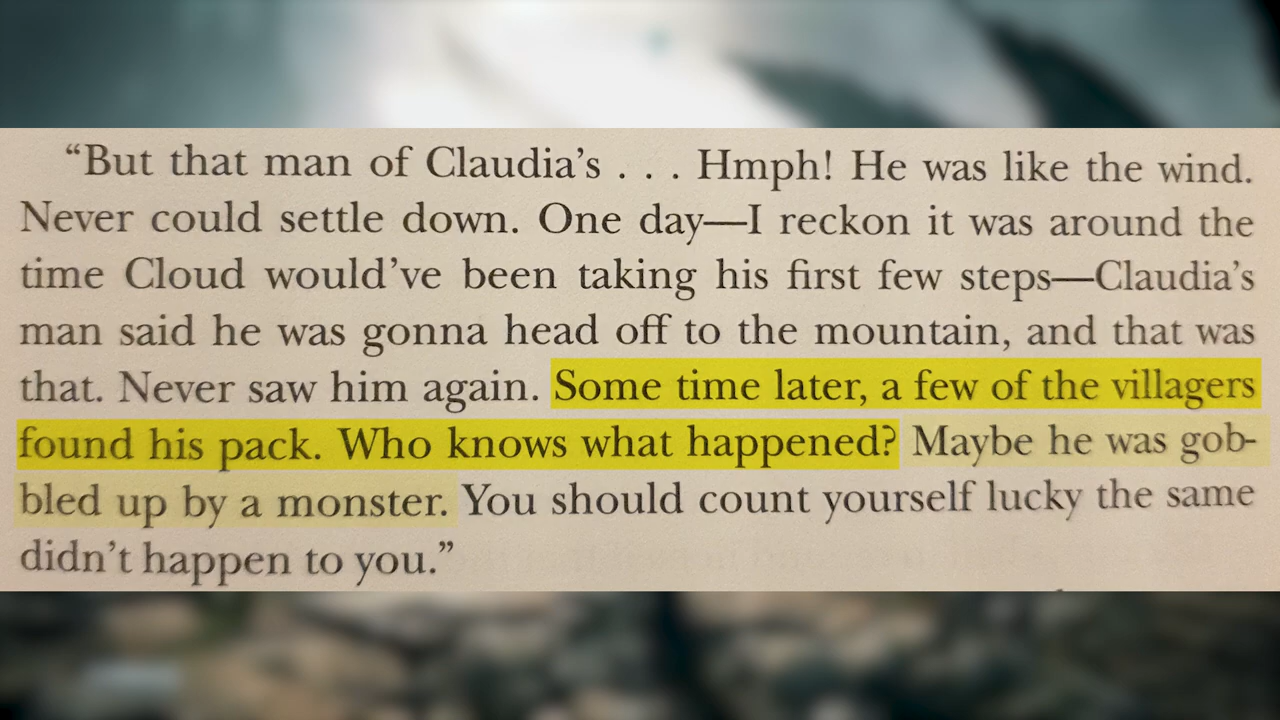 “But that man of Claudia’s . . . Hmph! He was like the wind.
Never could settle down. One day—I reckon it was around the
time Cloud would’ve been taking his first few steps—Claudia’s
man said he was gonna head off to the mountain, and that was
that. Never saw him again. Some time later, a few of the villagers
found his pack. Who knows what happened? Maybe he was gob-
bled up by a monster. You should count yourself lucky the same
didn’t happen to you.”